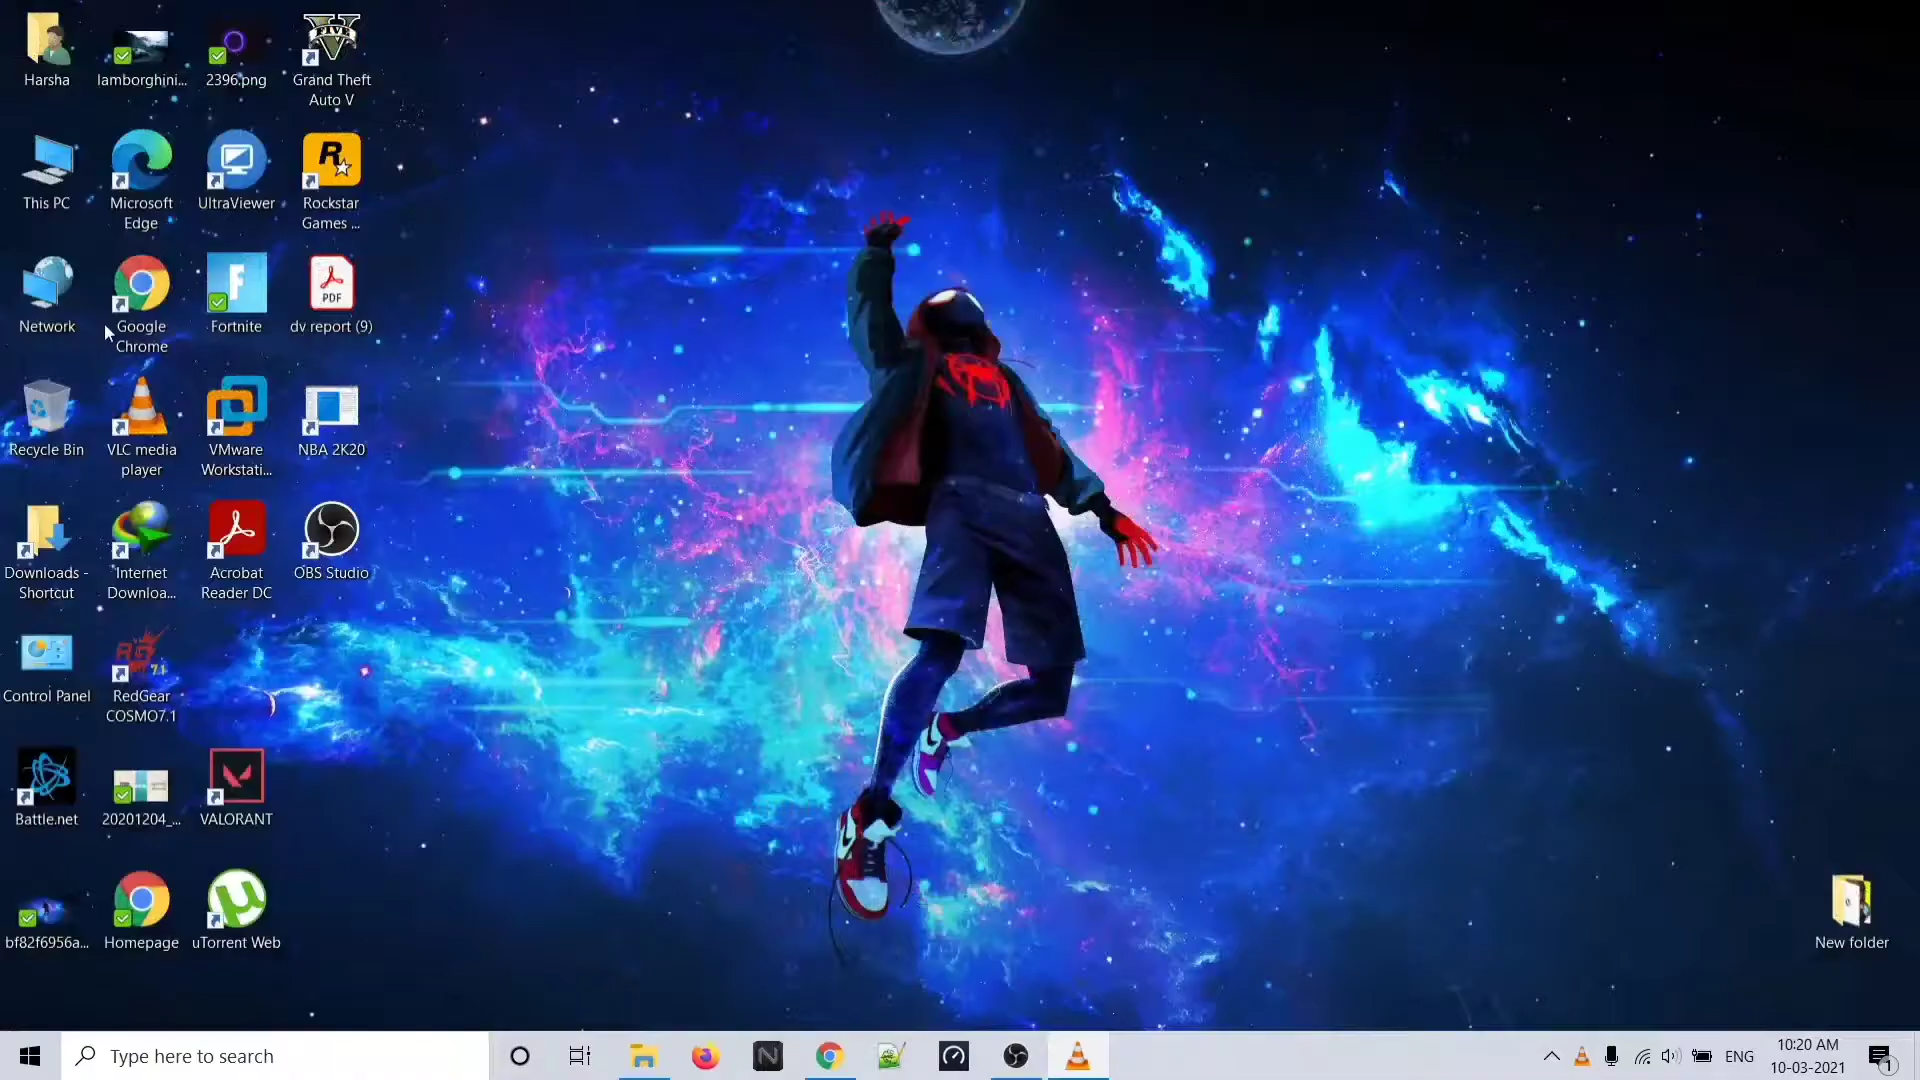 Harsha
lamborghini...
2396.png
Grand Theft
Auto V
This PC
Microsoft
Edge
UltraViewer
Rockstar
Games ...
Network
Google
Chrome
Fortnite
PDF
dv report (9)
Recycle Bin
VLC media
player
VMware
Workstati...
NBA 2K20
Downloads -
Shortcut
Internet
Downloa...
Acrobat
Reader DC
OBS Studio
Control Panel
7.1
RedGear
COSMO7.1
Battle.net
20201204_...
VALORANT
bf82f6956a...
Homepage
uTorrent Web
New folder
Type here to search
ENG
10:20 AM
10-03-2021
1